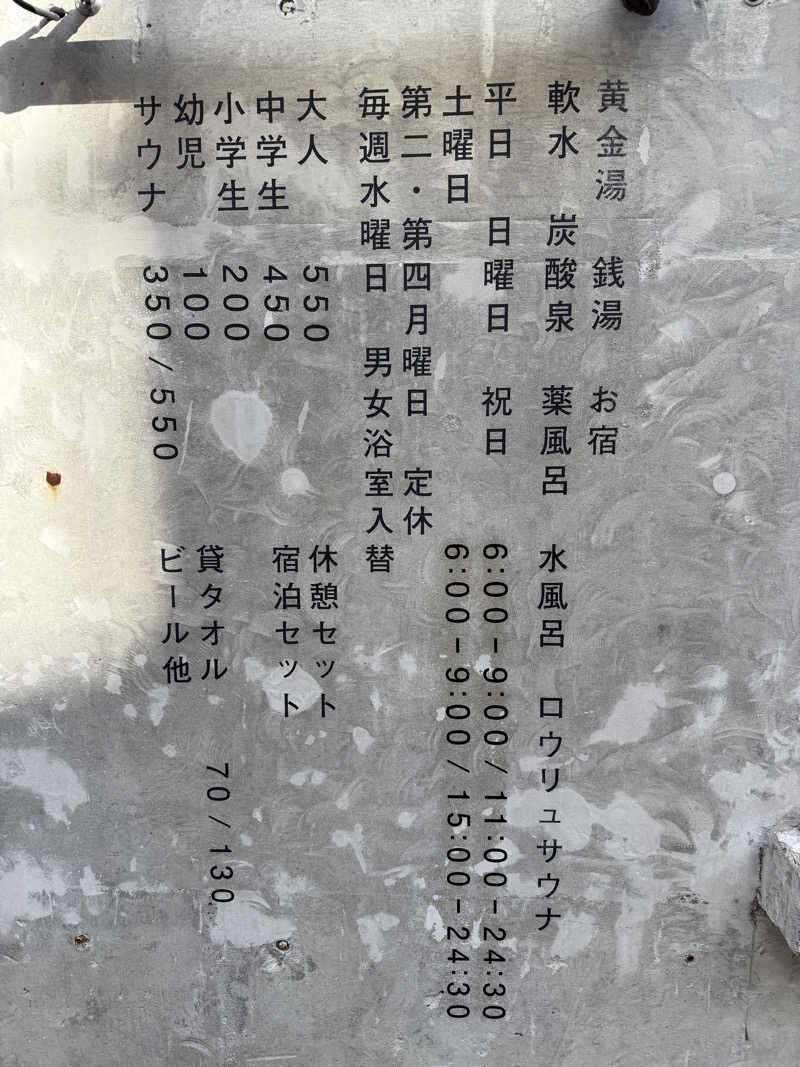 黄金湯 銭湯 お宿
軟水 炭酸泉 薬風呂 水風呂 ロウリュサウナ
平日 日曜日 祝日 6:00-9:00/11:00-24:30
土曜日 6:00-9:00/15:00-24:30
第二・第四月曜日 定休
毎週水曜日 男女浴室入替
大人 550 休憩セット
中学生 450 宿泊セット
小学生 200
幼児 100 貸タオル 70/130
サウナ 350/550 ビール他